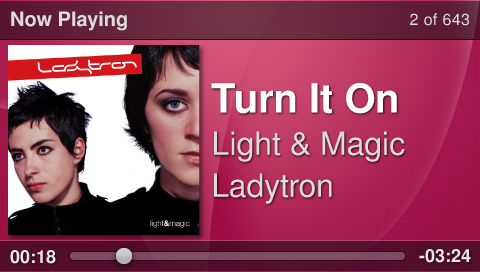 Now Playing
2 of 643
Ladytron
light&magic
Turn It On
Light & Magic
Ladytron
00:18
-03:24